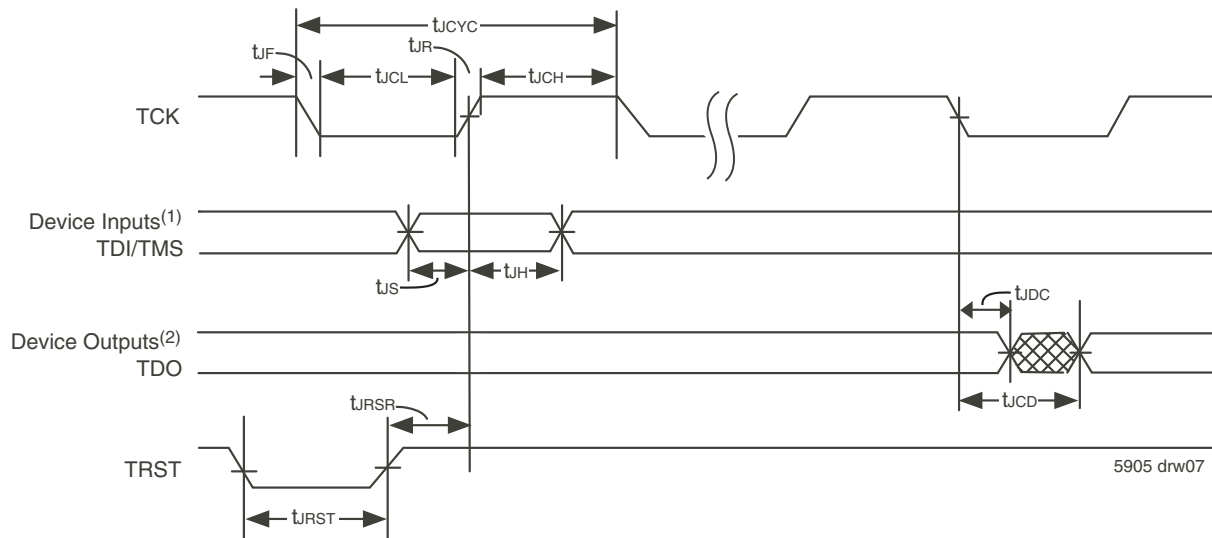 tJCYC
tJF
tJR
tJCL
tJCH
TCK
Device Inputs(1)
TDI/TMS
tJS
tJH
tJDC
Device Outputs(2)
TDO
tJCD
tJRSR
TRST
5905 drw07
tJRST